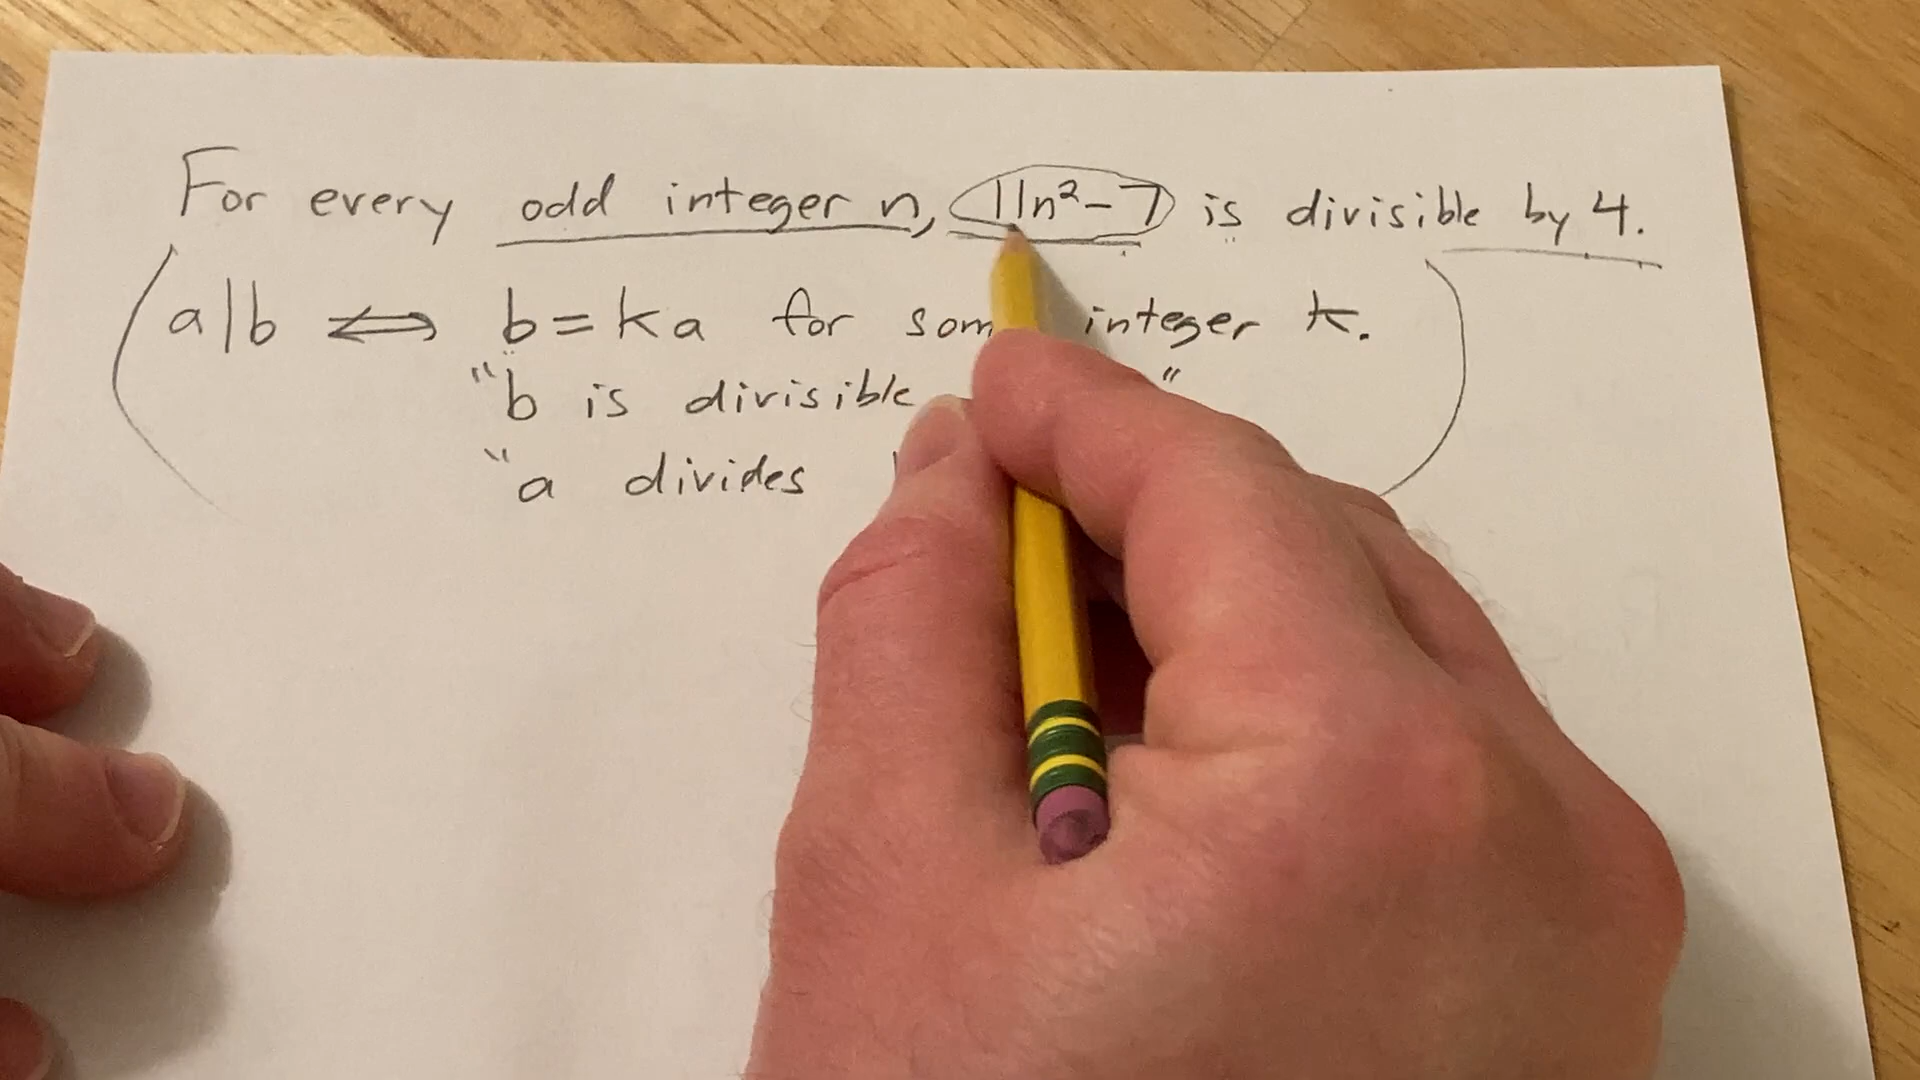 For every odd integer n, 11n² - 7 is divisible by 4.
a|b ⟺ b = ka for som integer k.
"b is divisible "
"a divides